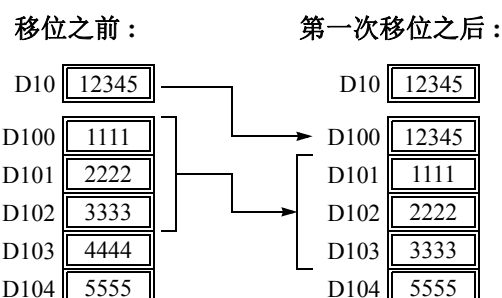 移位之前： 第一次移位之后：
D10 12345 D10 12345
D100 1111 D100 12345
D101 2222 D101 1111
D102 3333 D102 2222
D103 4444 D103 3333
D104 5555 D104 5555